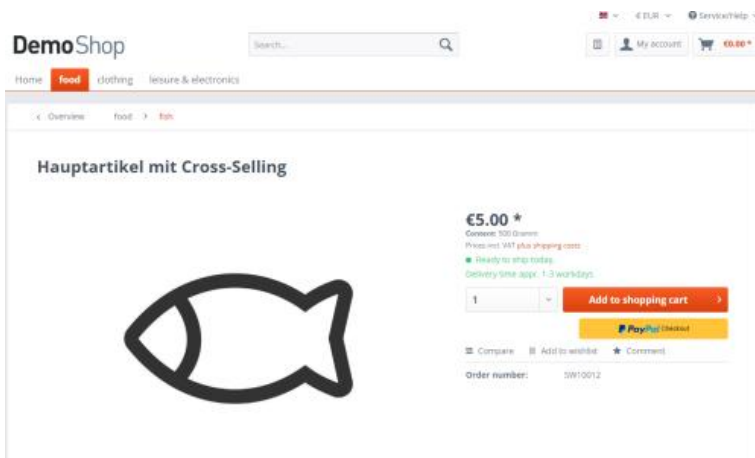 € EUR
Service/Help
DemoShop
Search...
My account
€0.00 *
Home
food
clothing
leisure & electronics
Overview
food
fish
Hauptartikel mit Cross-Selling
€5.00 *
Content: 500 Gramm
Prices incl. VAT plus shipping costs
Ready to ship today,
Delivery time appr. 1-3 workdays
1
Add to shopping cart
PayPal Checkout
Compare
Add to wishlist
Comment
Order number: SW10012